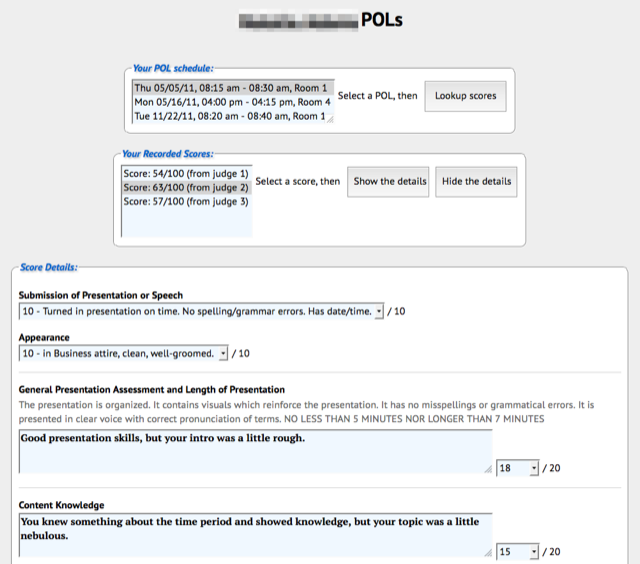 POLs
Your POL schedule:
Thu 05/05/11, 08:15 am - 08:30 am, Room 1
Mon 05/16/11, 04:00 pm - 04:15 pm, Room 4
Tue 11/22/11, 08:20 am - 08:40 am, Room 1
Select a POL, then
Lookup scores
Your Recorded Scores:
Score: 54/100 (from judge 1)
Score: 63/100 (from judge 2)
Score: 57/100 (from judge 3)
Select a score, then
Show the details
Hide the details
Score Details:
Submission of Presentation or Speech
10 - Turned in presentation on time. No spelling/grammar errors. Has date/time. / 10
Appearance
10 - in Business attire, clean, well-groomed. / 10
General Presentation Assessment and Length of Presentation
The presentation is organized. It contains visuals which reinforce the presentation. It has no misspellings or grammatical errors. It is
presented in clear voice with correct pronunciation of terms. NO LESS THAN 5 MINUTES NOR LONGER THAN 7 MINUTES
Good presentation skills, but your intro was a little rough.
18 / 20
Content Knowledge
You knew something about the time period and showed knowledge, but your topic was a little
nebulous.
15 / 20